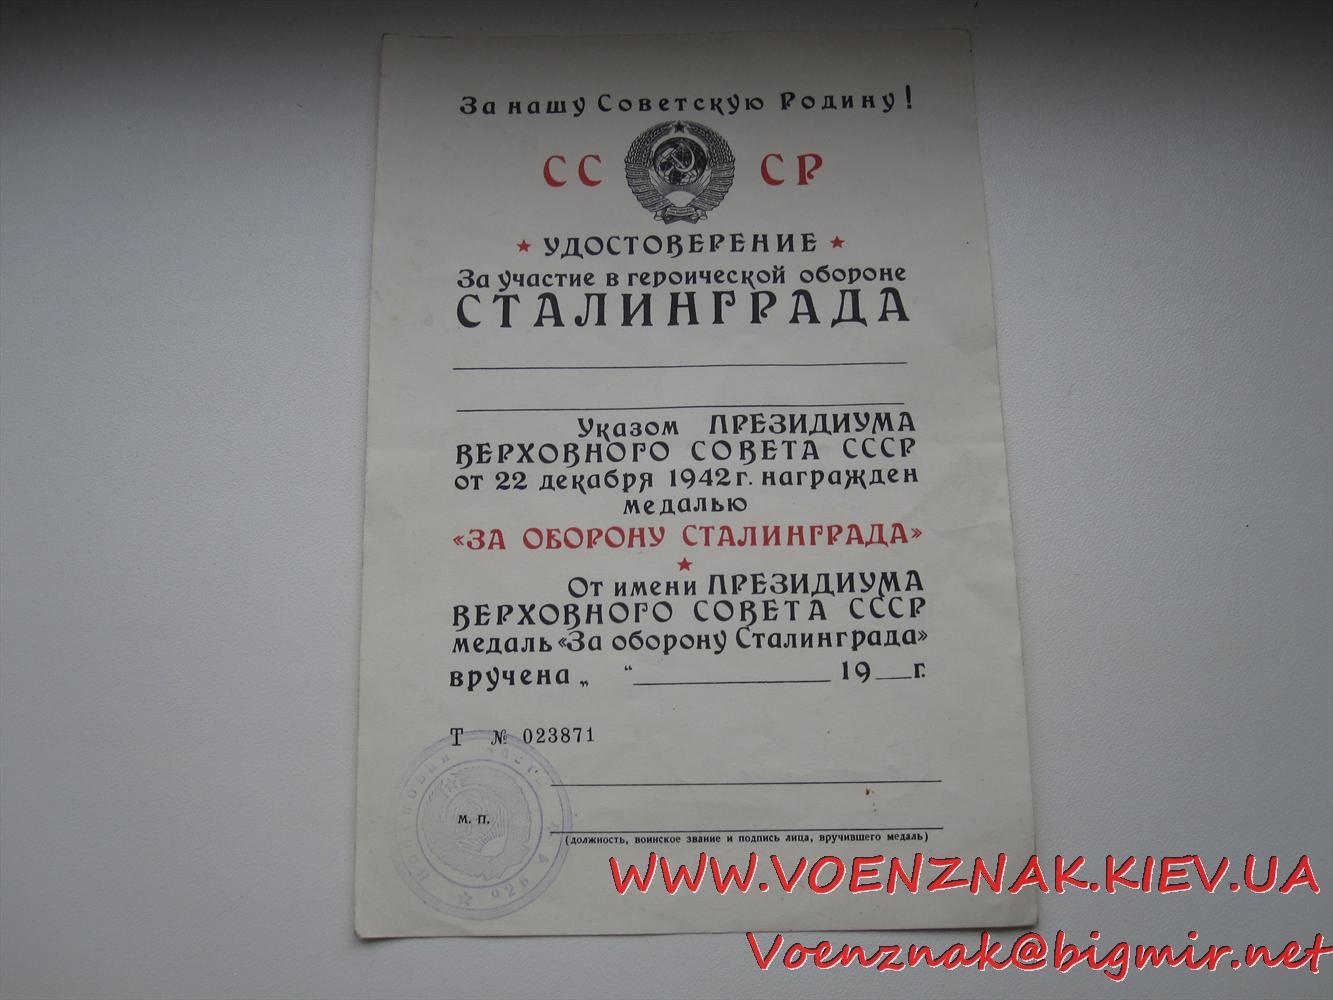 За нашу Советскую Родину!
СС СР
УДОСТОВЕРЕНИЕ
За участие в героической обороне
СТАЛИНГРАДА
Указом ПРЕЗИДИУМА
ВЕРХОВНОГО СОВЕТА СССР
от 22 декабря 1942 г. награжден
медалью
«ЗА ОБОРОНУ СТАЛИНГРАДА»
От имени ПРЕЗИДИУМА
ВЕРХОВНОГО СОВЕТА СССР
медаль «За оборону Сталинграда»
вручена „ “ 19 г.
Т № 023871
Войсковая часть
М. П.
(должность, воинское звание и подпись лица, вручившего медаль)
WWW.VOENZNAK.KIEV.UA
Voenznak@bigmir.net